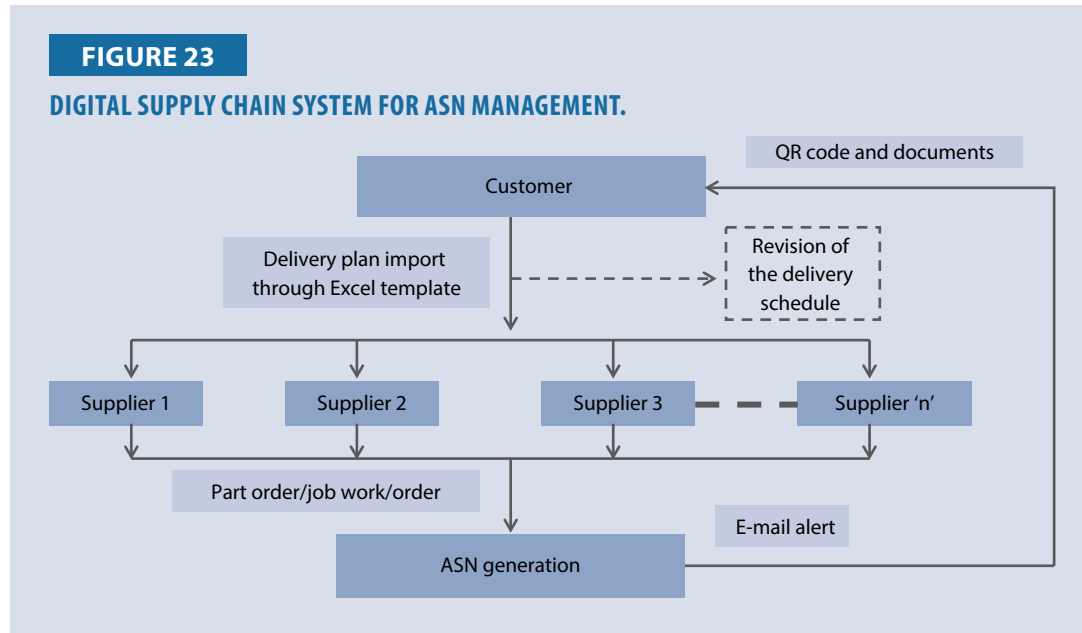 FIGURE 23
DIGITAL SUPPLY CHAIN SYSTEM FOR ASN MANAGEMENT.
QR code and documents
Customer
Delivery plan import
through Excel template
Revision of
the delivery
schedule
Supplier 1
Supplier 2
Supplier 3
Supplier ‘n’
Part order/job work/order
E-mail alert
ASN generation